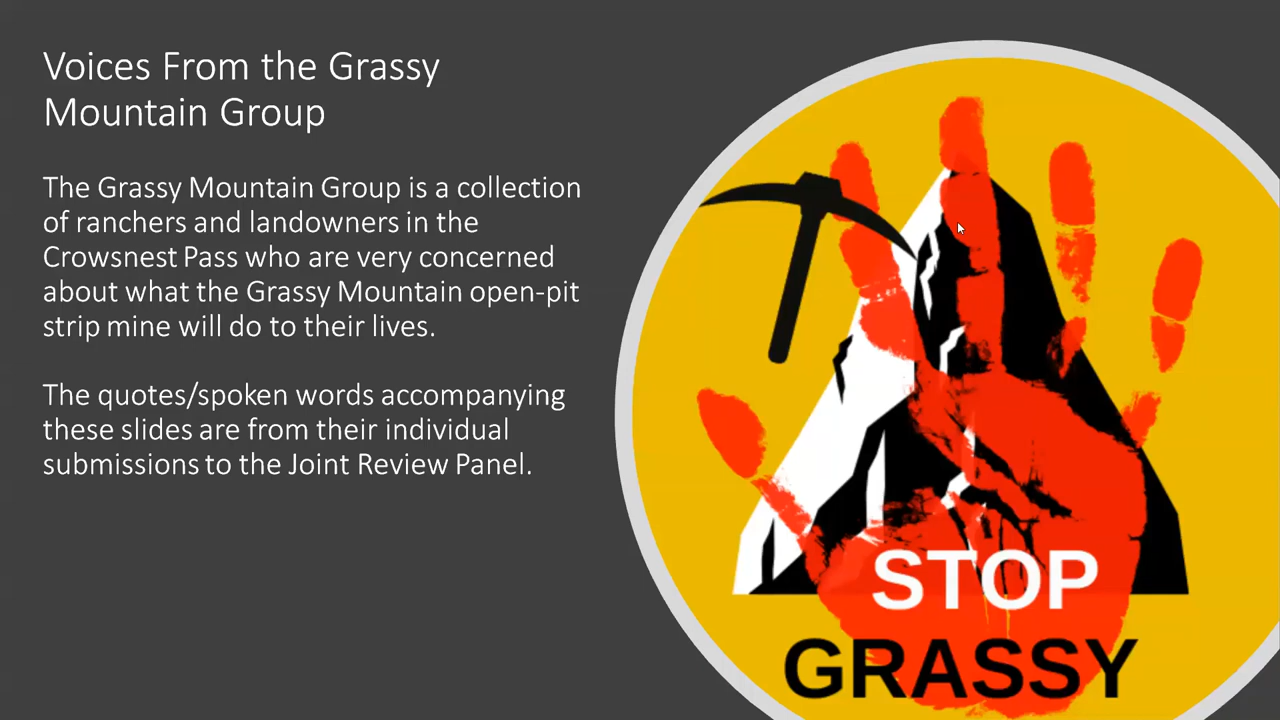 Voices From the Grassy
Mountain Group
The Grassy Mountain Group is a collection
of ranchers and landowners in the
Crowsnest Pass who are very concerned
about what the Grassy Mountain open-pit
strip mine will do to their lives.
The quotes/spoken words accompanying
these slides are from their individual
submissions to the Joint Review Panel.
STOP
GRASSY